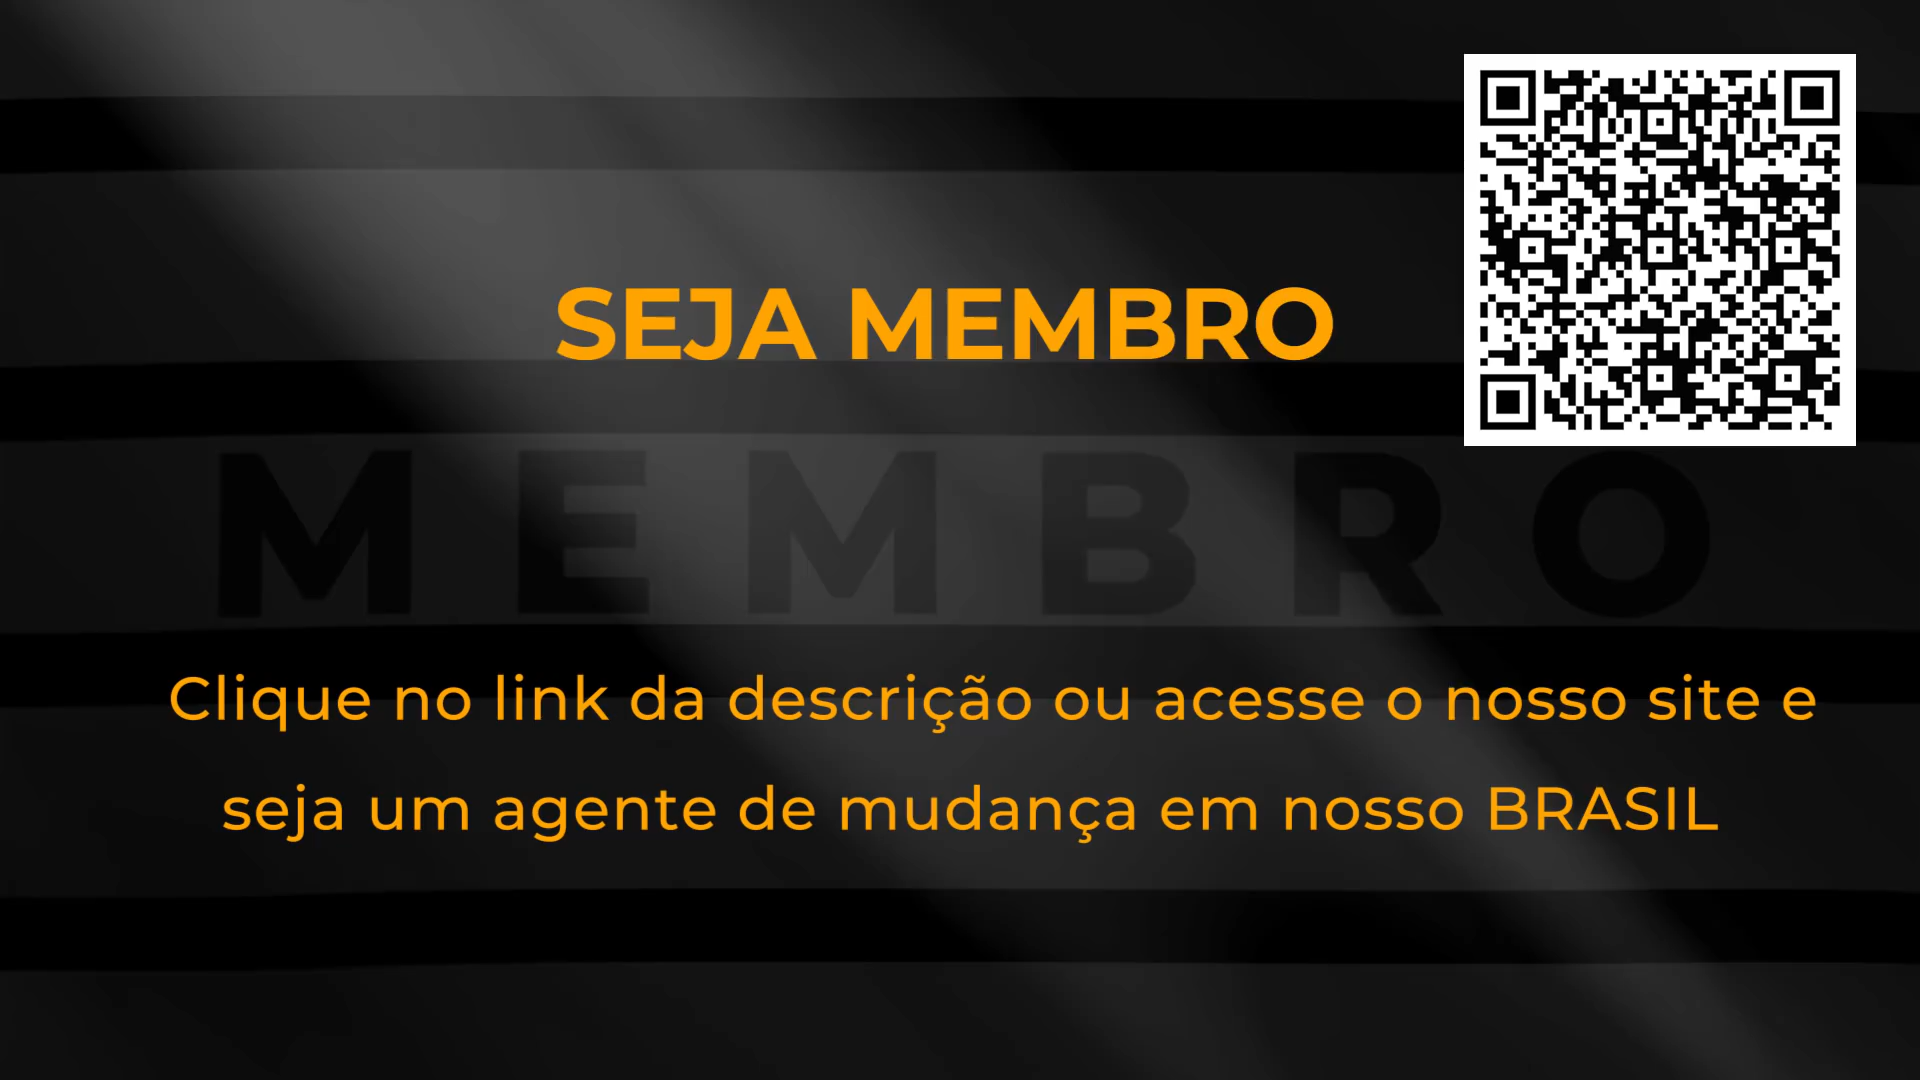 SEJA MEMBRO
MEMBRO
Clique no link da descrição ou acesse o nosso site e
seja um agente de mudança em nosso BRASIL